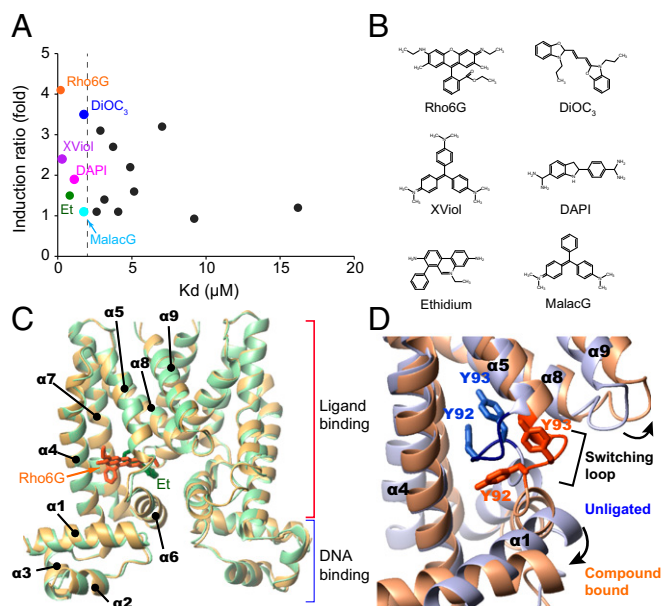 A
Induction ratio (fold)
5
4
3
2
1
0
0
5
10
15
20
Kd (µM)
Rho6G
DiOC3
XViol
DAPI
Et
MalacG
B
Rho6G
DiOC3
XViol
DAPI
Ethidium
MalacG
C
α5
α9
α8
α7
α4
Rho6G
Et
α1
α6
α3
α2
Ligand
binding
DNA
binding
D
α9
α5
α8
Y93
Y93
Y92
α4
Y92
Switching
loop
Unligated
α1
Compound
bound